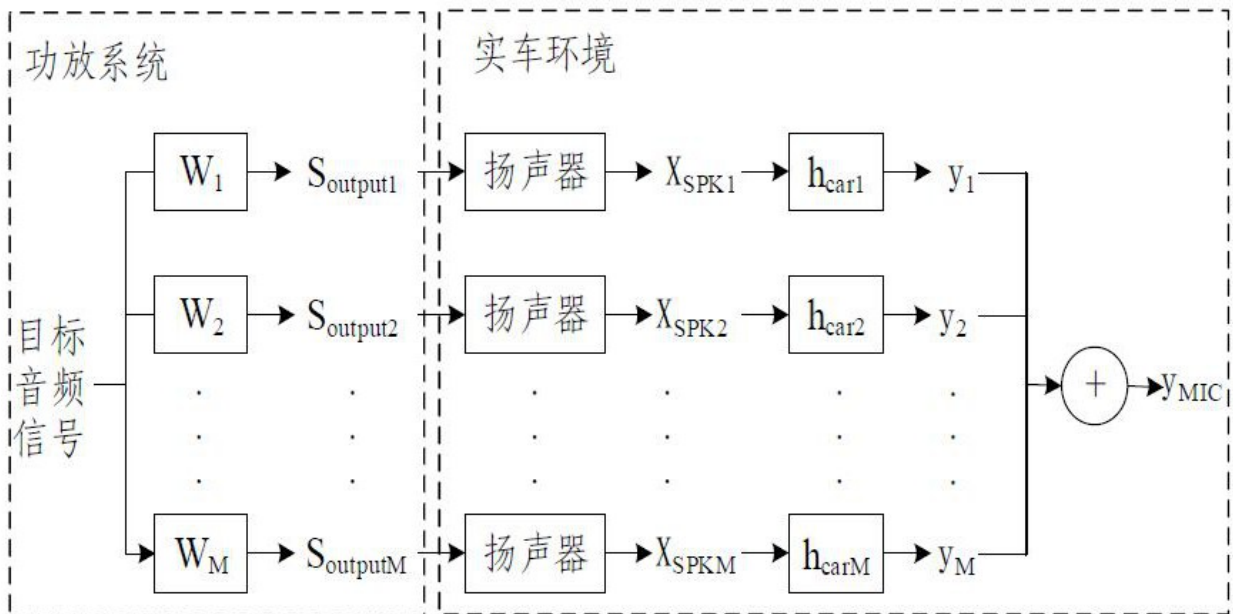 功放系统
实车环境
W1 Soutput1 扬声器 XSPK1 hcar1 y1
W2 Soutput2 扬声器 XSPK2 hcar2 y2
目标
音频
信号
+ yMIC
WM SoutputM 扬声器 XSPKM hcarM yM